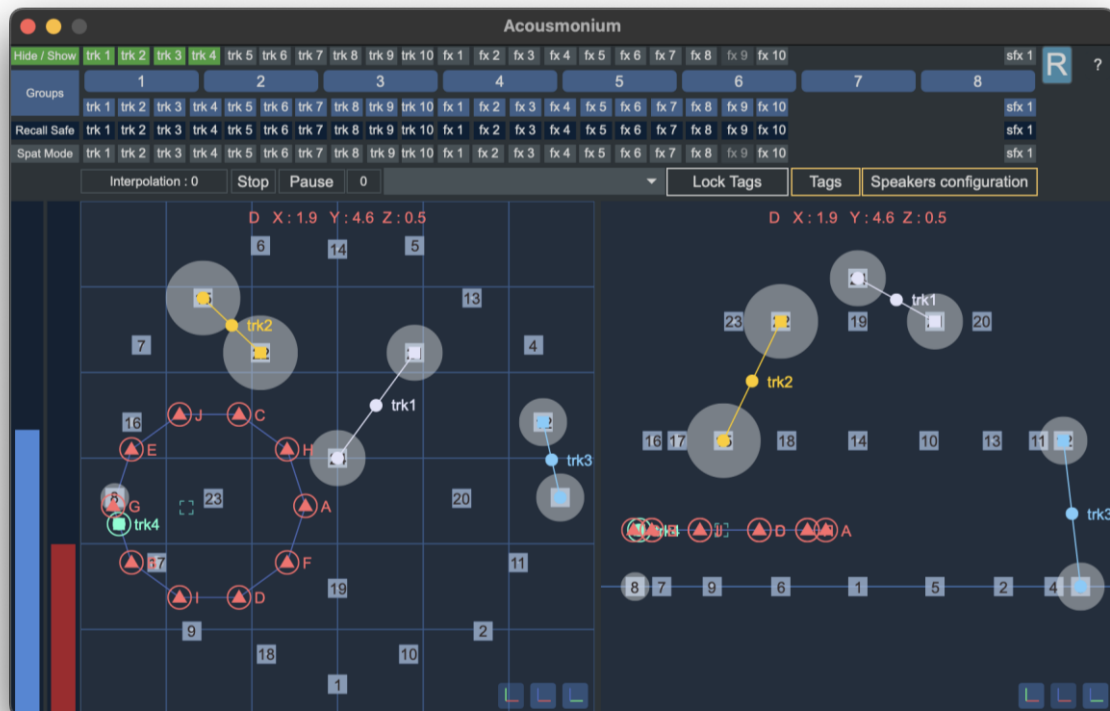 Acousmonium
Hide / Show trk 1 trk 2 trk 3 trk 4 trk 5 trk 6 trk 7 trk 8 trk 9 trk 10 fx 1 fx 2 fx 3 fx 4 fx 5 fx 6 fx 7 fx 8 fx 9 fx 10 sfx 1
R ?
Groups 1 2 3 4 5 6 7 8
trk 1 trk 2 trk 3 trk 4 trk 5 trk 6 trk 7 trk 8 trk 9 trk 10 fx 1 fx 2 fx 3 fx 4 fx 5 fx 6 fx 7 fx 8 fx 9 fx 10 sfx 1
Recall Safe trk 1 trk 2 trk 3 trk 4 trk 5 trk 6 trk 7 trk 8 trk 9 trk 10 fx 1 fx 2 fx 3 fx 4 fx 5 fx 6 fx 7 fx 8 fx 9 fx 10 sfx 1
Spat Mode trk 1 trk 2 trk 3 trk 4 trk 5 trk 6 trk 7 trk 8 trk 9 trk 10 fx 1 fx 2 fx 3 fx 4 fx 5 fx 6 fx 7 fx 8 fx 9 fx 10 sfx 1
Interpolation : 0 Stop Pause 0 Lock Tags Tags Speakers configuration
D X : 1.9 Y : 4.6 Z : 0.5
6 14 5
13
trk2
7 4
trk1
16 J C
E H
trk3
8 G 23 A 20
trk4
17 F 11
I D 19
9 2
18 10
1
D X : 1.9 Y : 4.6 Z : 0.5
trk1
23 19 20
trk2
16 17 18 14 10 13 11
trk3
trk4 J D A
8 7 9 6 1 5 2 4